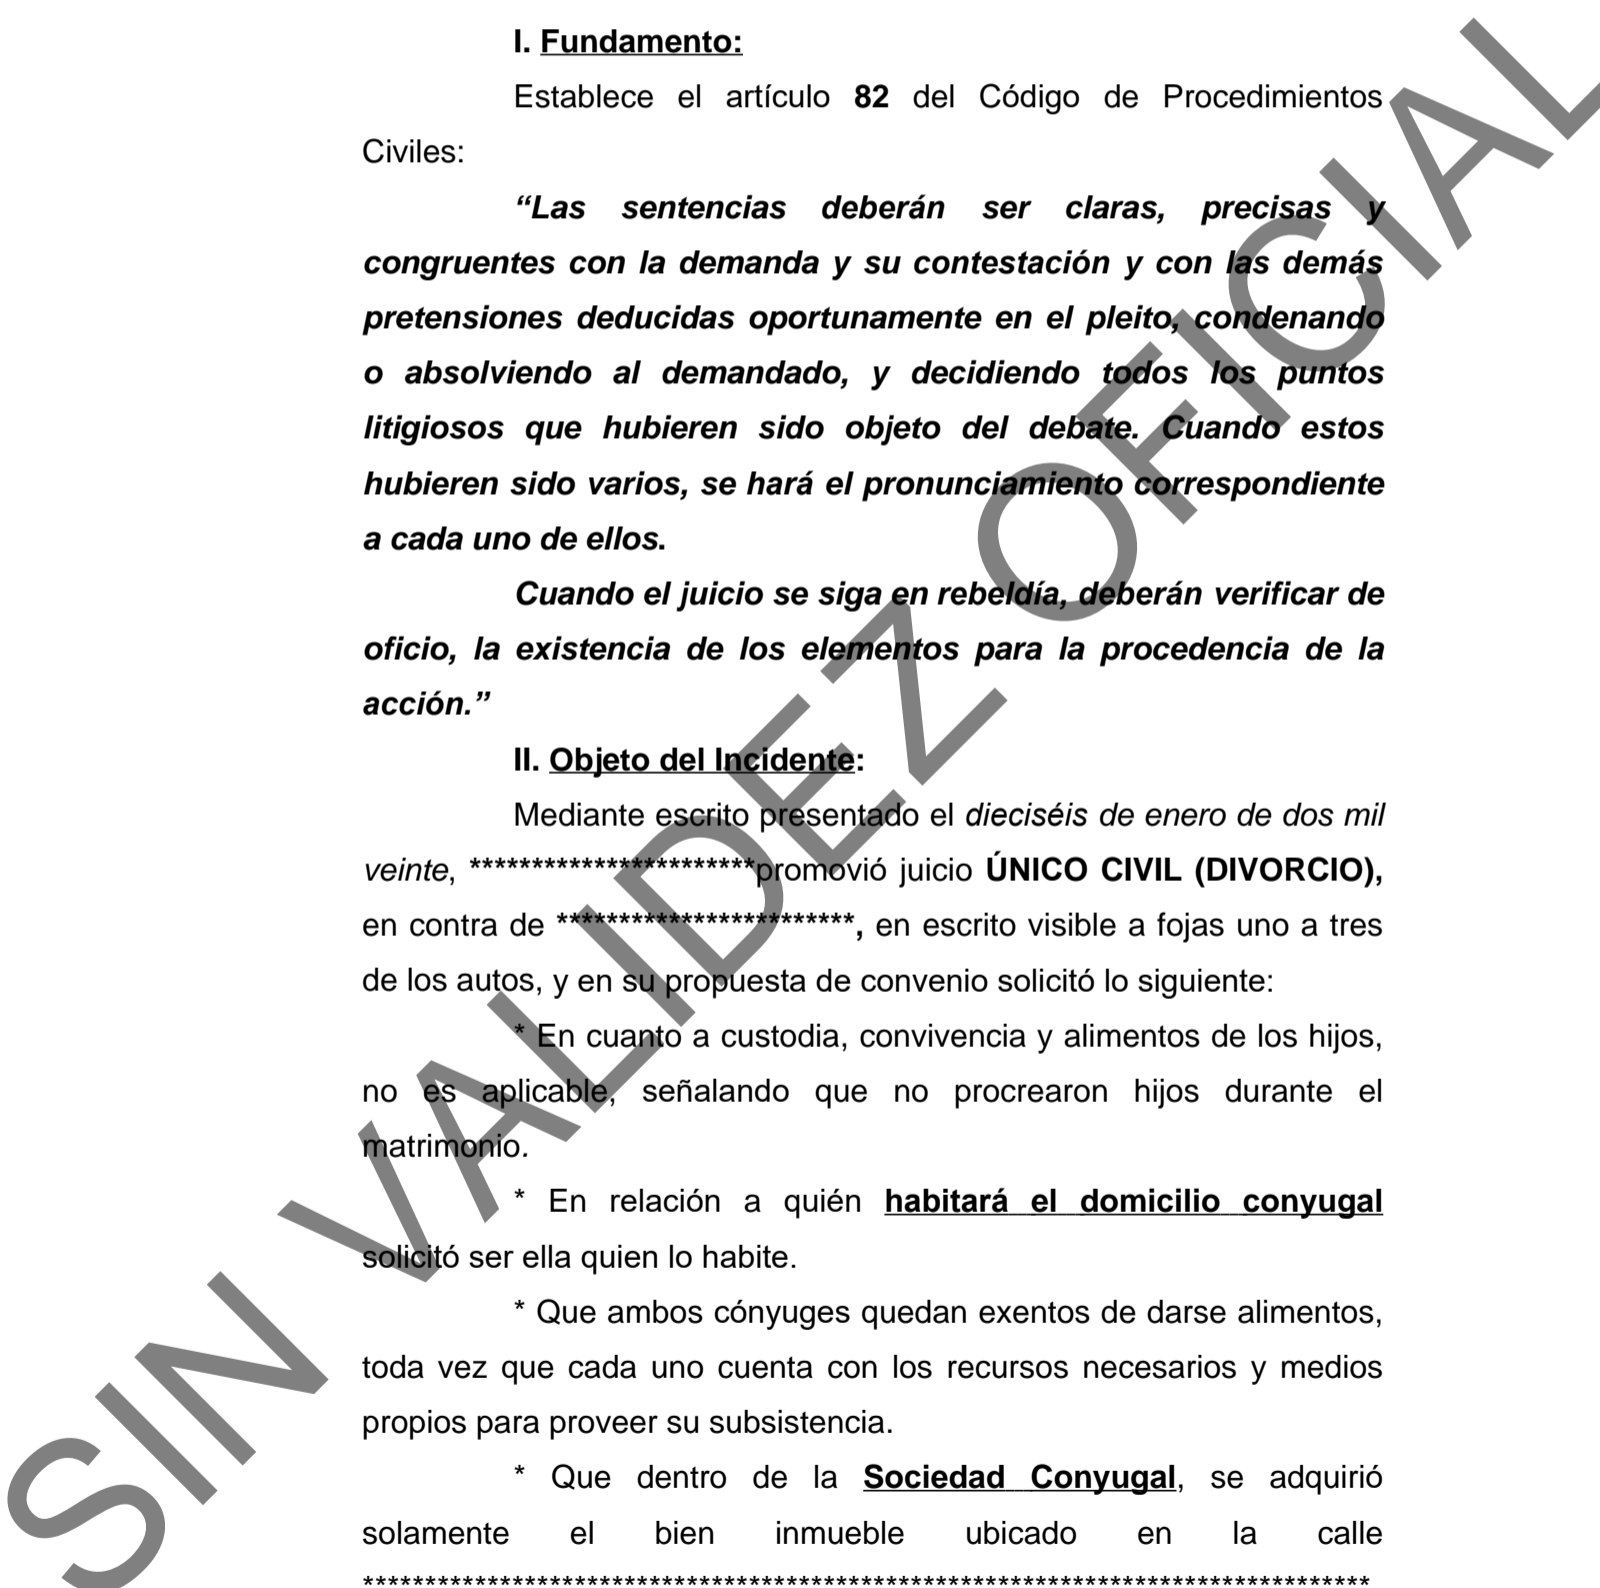 I. Fundamento:
Establece el artículo 82 del Código de Procedimientos
Civiles:
“Las sentencias deberán ser claras, precisas y
congruentes con la demanda y su contestación y con las demás
pretensiones deducidas oportunamente en el pleito, condenando
o absolviendo al demandado, y decidiendo todos los puntos
litigiosos que hubieren sido objeto del debate. Cuando estos
hubieren sido varios, se hará el pronunciamiento correspondiente
a cada uno de ellos.
Cuando el juicio se siga en rebeldía, deberán verificar de
oficio, la existencia de los elementos para la procedencia de la
acción.”
II. Objeto del Incidente:
Mediante escrito presentado el dieciséis de enero de dos mil
veinte, ***********************promovió juicio ÚNICO CIVIL (DIVORCIO),
en contra de ************************, en escrito visible a fojas uno a tres
de los autos, y en su propuesta de convenio solicitó lo siguiente:
* En cuanto a custodia, convivencia y alimentos de los hijos,
no es aplicable, señalando que no procrearon hijos durante el
matrimonio.
* En relación a quién habitará el domicilio conyugal
solicitó ser ella quien lo habite.
* Que ambos cónyuges quedan exentos de darse alimentos,
toda vez que cada uno cuenta con los recursos necesarios y medios
propios para proveer su subsistencia.
* Que dentro de la Sociedad Conyugal, se adquirió
solamente el bien inmueble ubicado en la calle
*********************************************************************************
SIN VALIDEZ OFICIAL